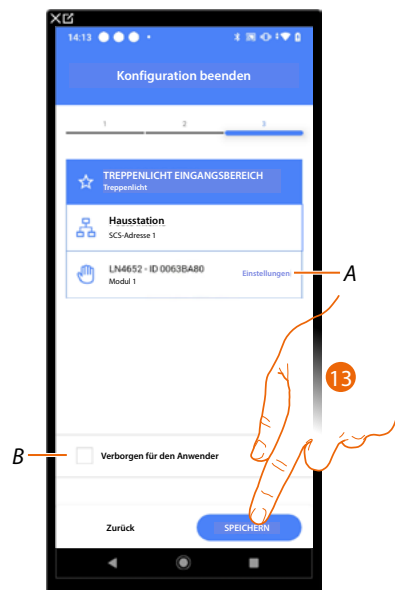 14:13
Konfiguration beenden
1 2 3
TREPPENLICHT EINGANGSBEREICH
Treppenlicht
Hausstation
SCS-Adresse 1
LN4652 - ID 0063BA80
Modul 1
Einstellungen
A
13
B
Verborgen für den Anwender
Zurück
SPEICHERN